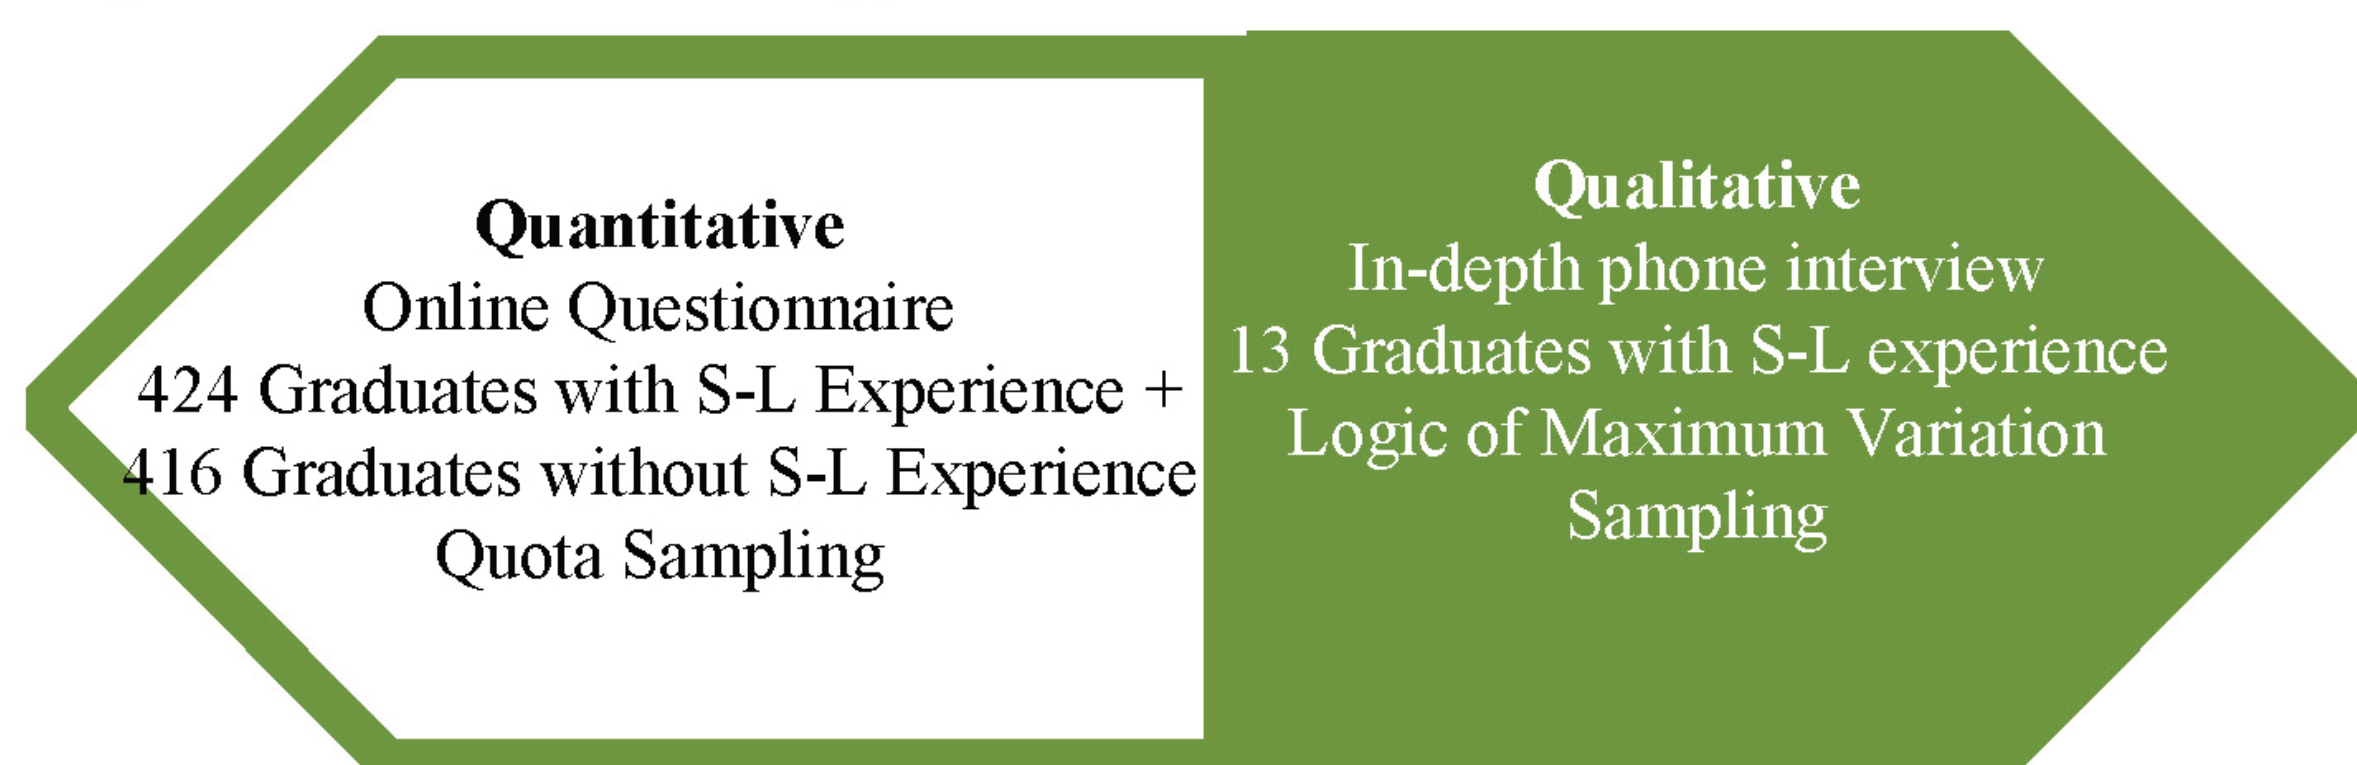 Quantitative
Online Questionnaire
424 Graduates with S-L Experience +
416 Graduates without S-L Experience
Quota Sampling
Qualitative
In-depth phone interview
13 Graduates with S-L experience
Logic of Maximum Variation
Sampling